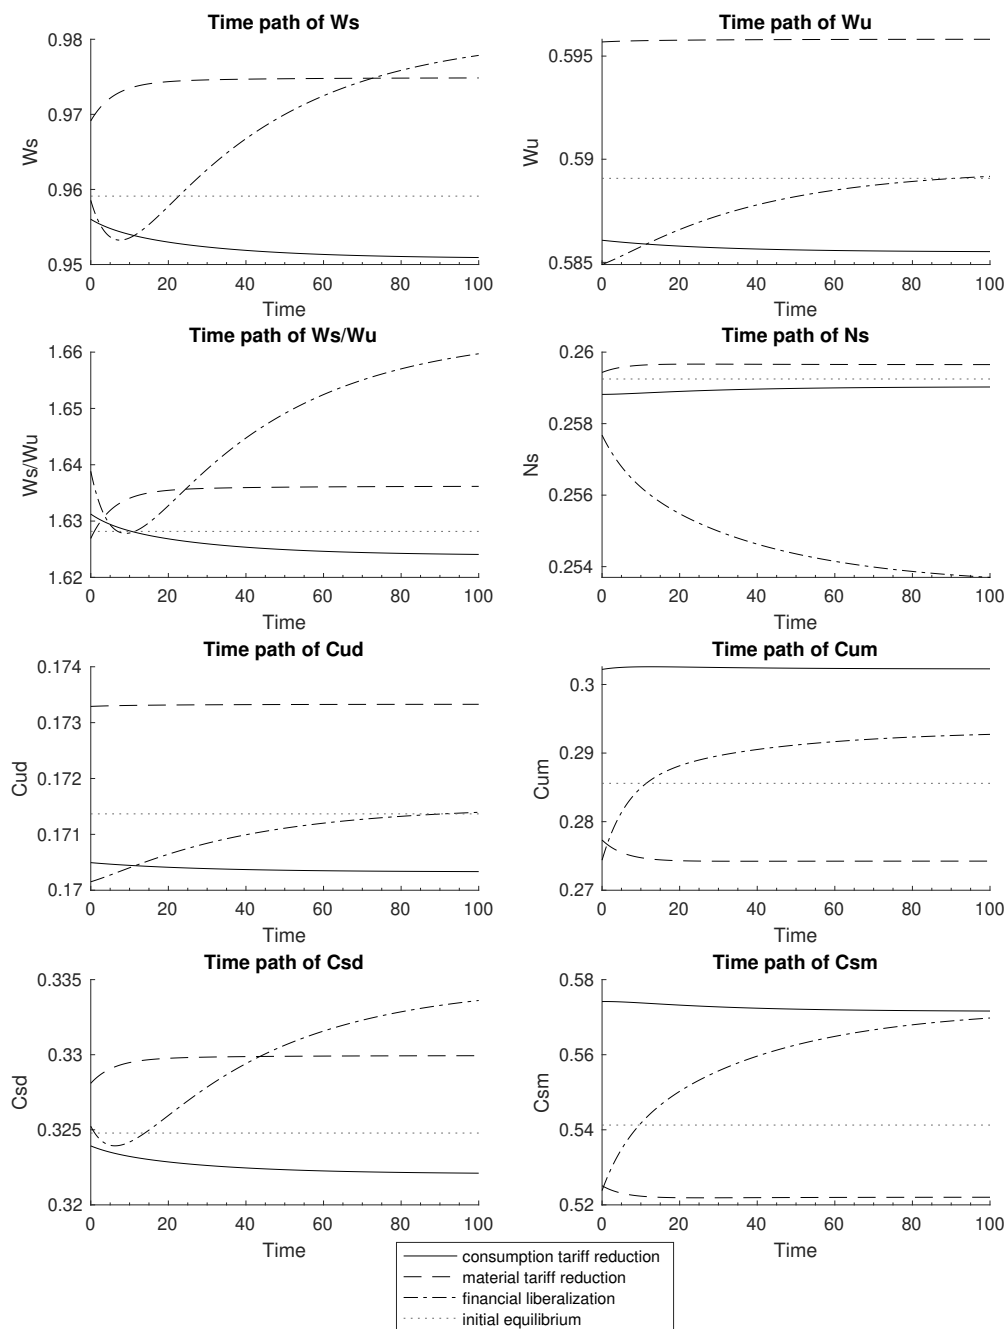 Time path of Ws
0.98
0.97
0.96
0.95
Ws
0 20 40 60 80 100
Time
Time path of Wu
0.595
0.589
0.585
Wu
0 20 40 60 80 100
Time
Time path of Ws/Wu
1.66
1.65
1.64
1.63
1.62
Ws/Wu
0 20 40 60 80 100
Time
Time path of Ns
0.26
0.258
0.256
0.254
Ns
0 20 40 60 80 100
Time
Time path of Cud
0.174
0.173
0.172
0.171
0.17
Cud
0 20 40 60 80 100
Time
Time path of Cum
0.3
0.29
0.28
0.27
Cum
0 20 40 60 80 100
Time
Time path of Csd
0.335
0.33
0.325
0.32
Csd
0 20 40 60 80 100
Time
Time path of Csm
0.58
0.56
0.54
0.52
Csm
0 20 40 60 80 100
Time
consumption tariff reduction
material tariff reduction
financial liberalization
initial equilibrium